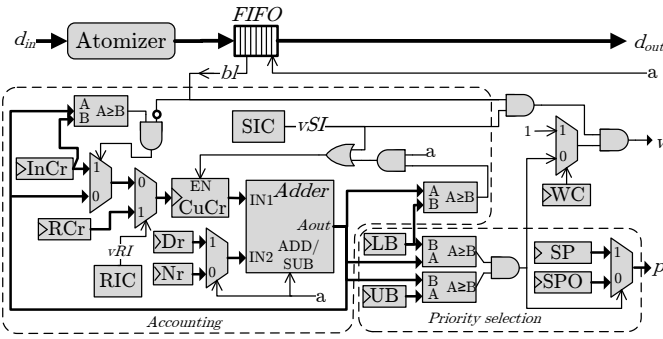 FIFO
d_in Atomizer d_out
bl a
A
B A≥B
SIC vSI
1 1 v
0
a
WC
InCr 1
0
0
1
EN
CuCr
IN1 Adder
Aout
IN2 ADD/
SUB
A
B A≥B
RCr
vRI
RIC
Dr 1
Nr 0
a
LB B
A A≥B
UB B
A A≥B
SP 1
SPO 0
p
Accounting Priority selection